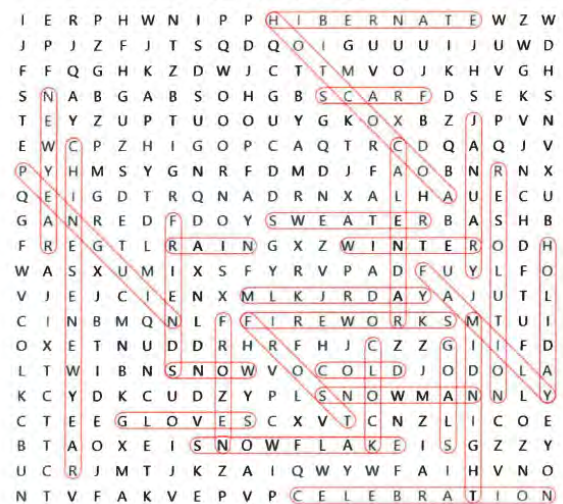 I E R P H W N I P P H I B E R N A T E W Z W
J P J Z F J T S Q D Q O I G U U U I J U W D
F F Q G H K Z D W J C T T M V O J K H V G H
S N A B G A B S O H G B S C A R F D S E K S
T E Y Z U P T U O O U Y G K O X B Z J P V N
E W C P Z H I G O P C A Q T R C D Q A Q J V
P Y H M S Y G N R F D M D J F A O B N R N X
Q E I G D T R Q N A D R N X A L H A U E C U
G A N R E D F D O Y S W E A T E R B A S H B
F R E G T L R A I N G X Z W I N T E R O D H
W A S X U M I X S F Y R V P A D F U Y L F O
V J E J C I E N X M L K J R D A Y A J U T L
C I N B M Q N L F F I R E W O R K S M T U I
O X E T N U D D R H R F H J C Z Z G I I F D
L T W I B N S N O W V O C O L D J O D O L A
K C Y D K C U D Z Y P L S N O W M A N N L Y
C T E E G L O V E S C X V T C N Z L I C O E
B T A O X E I S N O W F L A K E I S G Z Z Y
U C R J M T J K Z A I Q W Y W F A I H V N O
N T V F A K V E P V P C E L E B R A T I O N